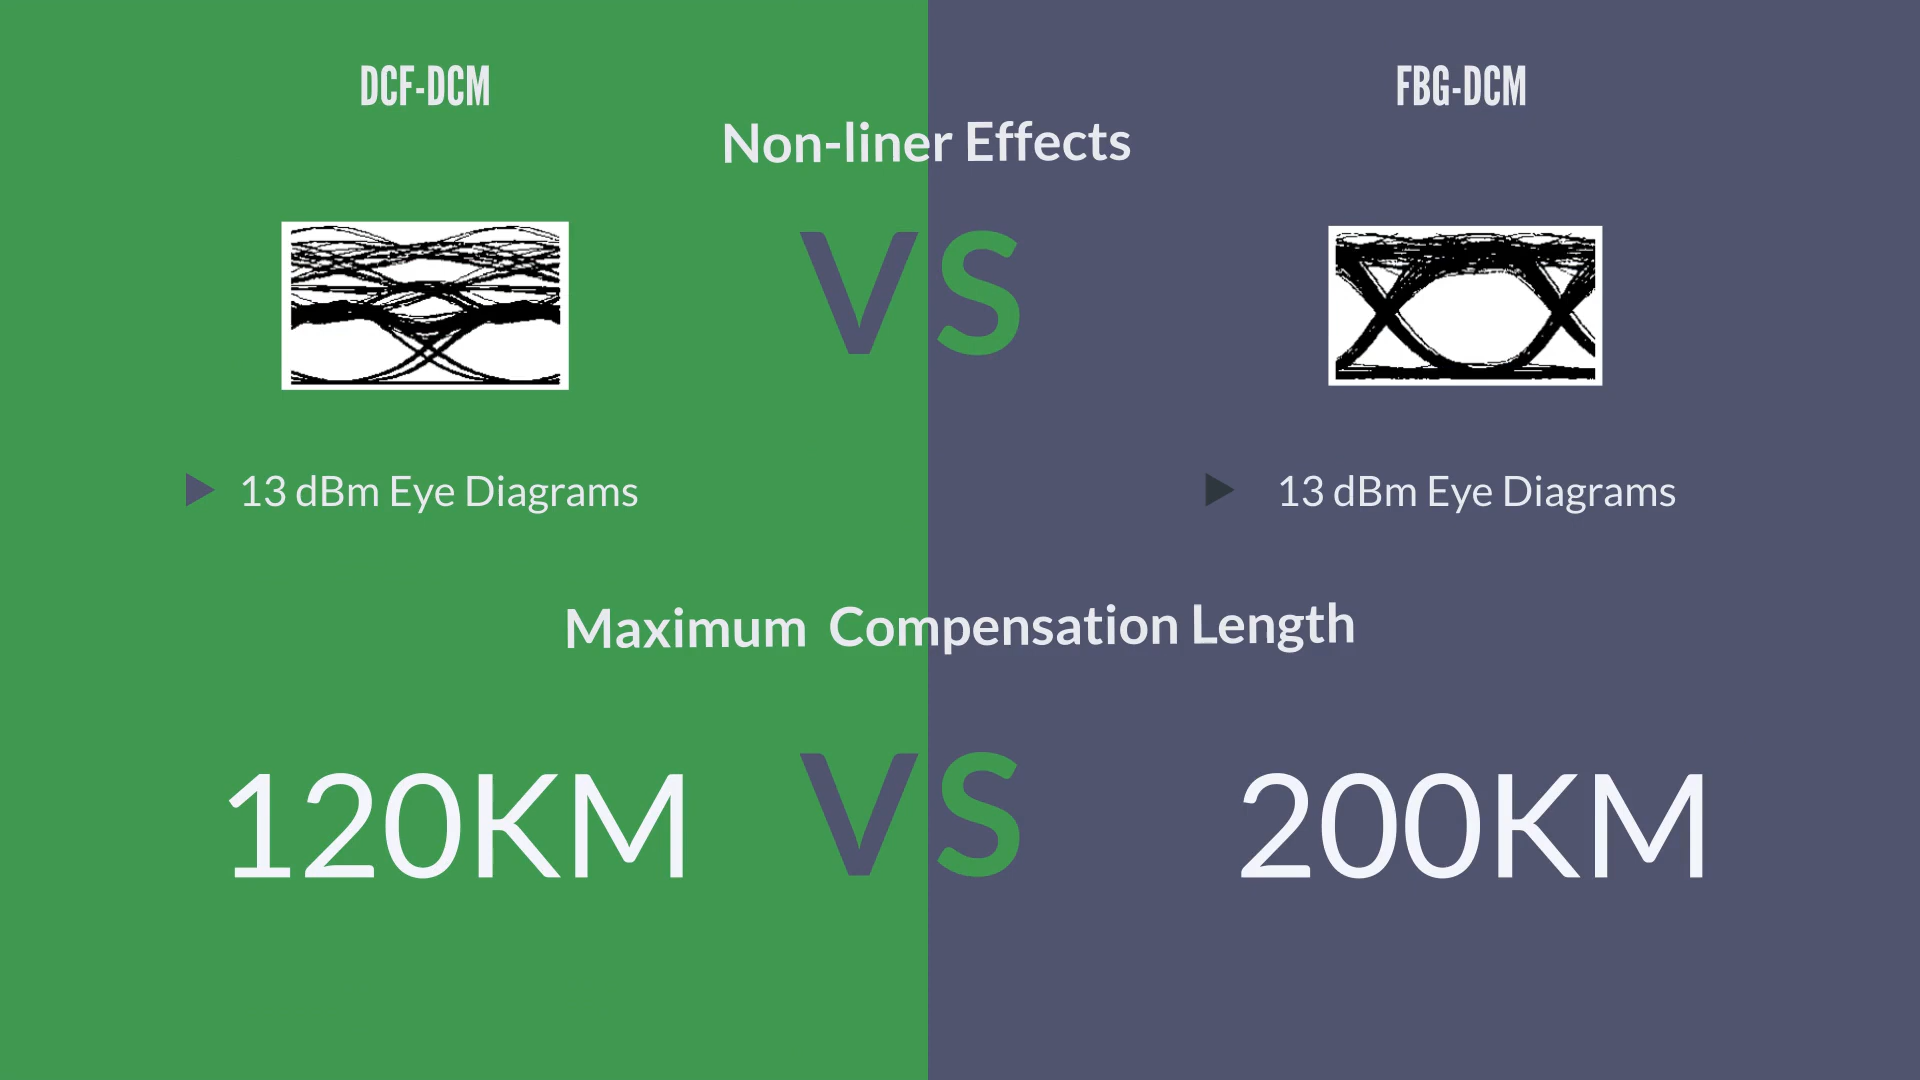 DCF-DCM
FBG-DCM
Non-liner Effects
VS
13 dBm Eye Diagrams
13 dBm Eye Diagrams
Maximum Compensation Length
120KM
VS
200KM